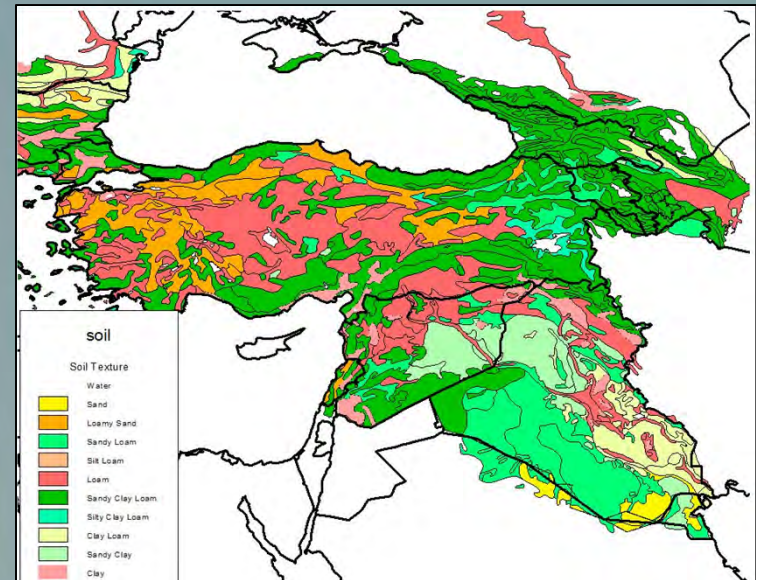 soil
Soil Texture
Water
Sand
Loamy Sand
Sandy Loam
Silt Loam
Loam
Sandy Clay Loam
Silty Clay Loam
Clay Loam
Sandy Clay
Clay